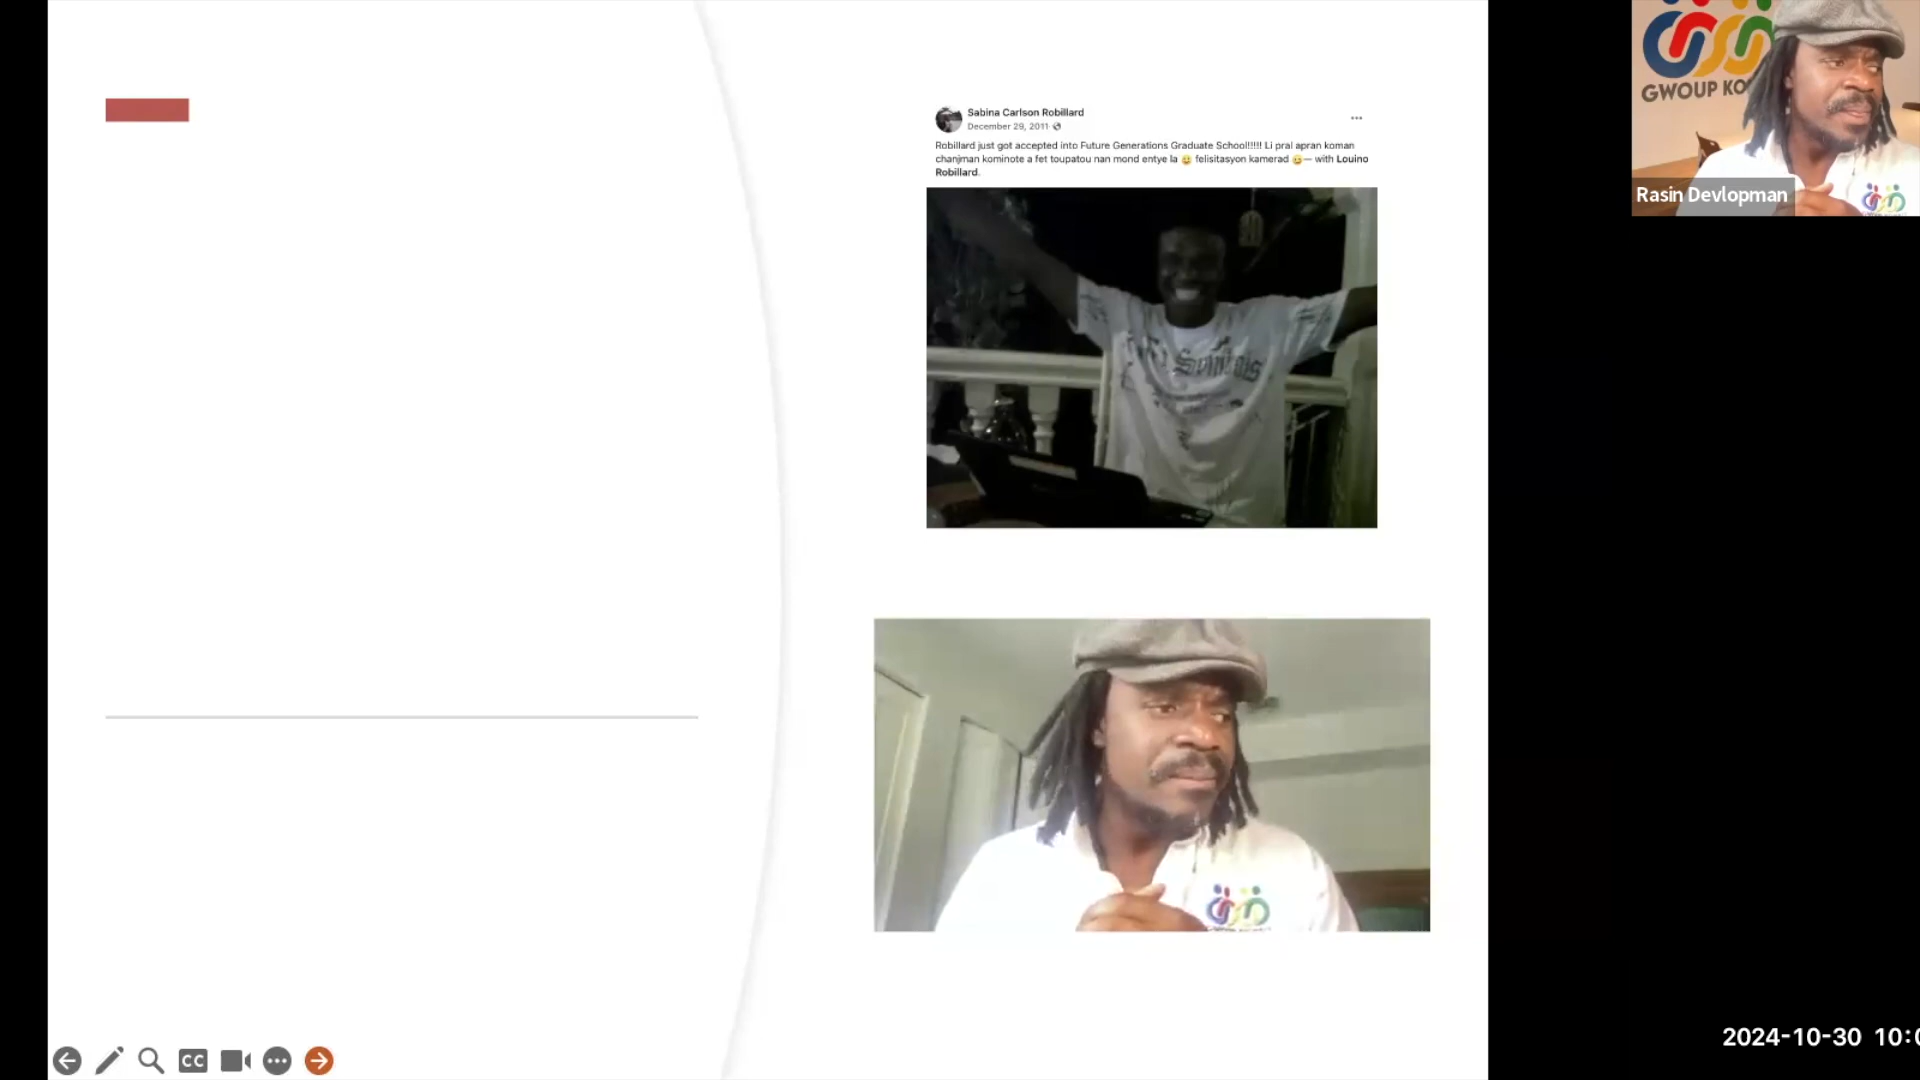 Sabina Carlson Robillard
December 29, 2011
Robillard just got accepted into Future Generations Graduate School!!!!! Li pral apran koman
chanjman kominote a fet toupatou nan mond entye la 😀 felisitasyon kamerad 😀— with Louino
Robillard.
GWOUP KO
Rasin Devlopman
CC
2024-10-30 10:0